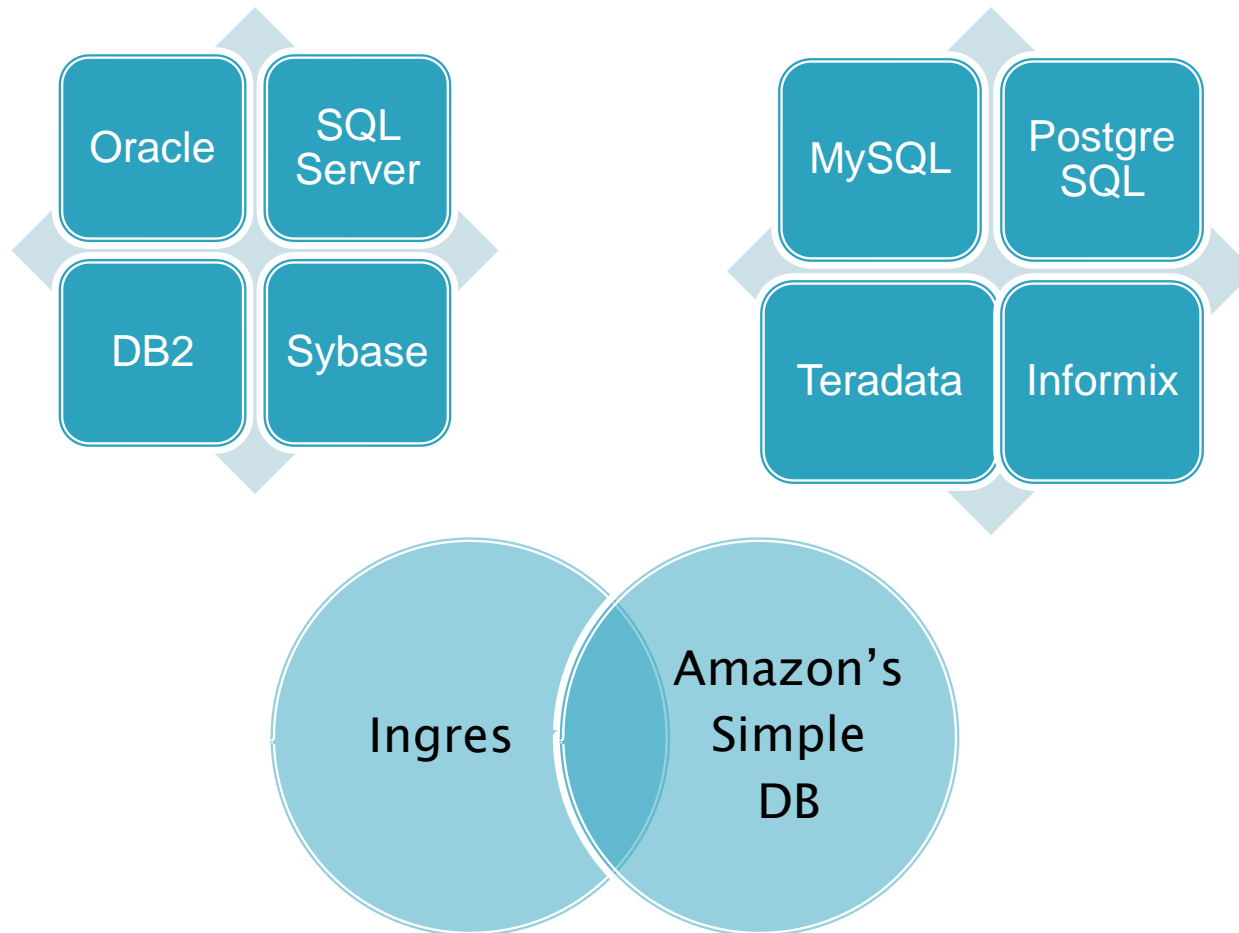 Oracle
SQL
Server
DB2
Sybase
MySQL
Postgre
SQL
Teradata
Informix
Ingres
Amazon’s
Simple
DB